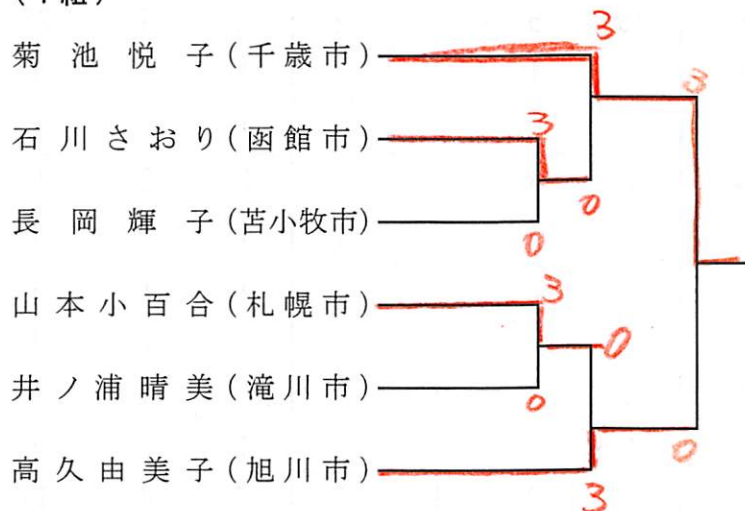 菊池悦子(千歳市)
石川さおり(函館市)
長岡輝子(苫小牧市)
山本小百合(札幌市)
井ノ浦晴美(滝川市)
高久由美子(旭川市)
3
3
3
0
0
3
0
0
0
3